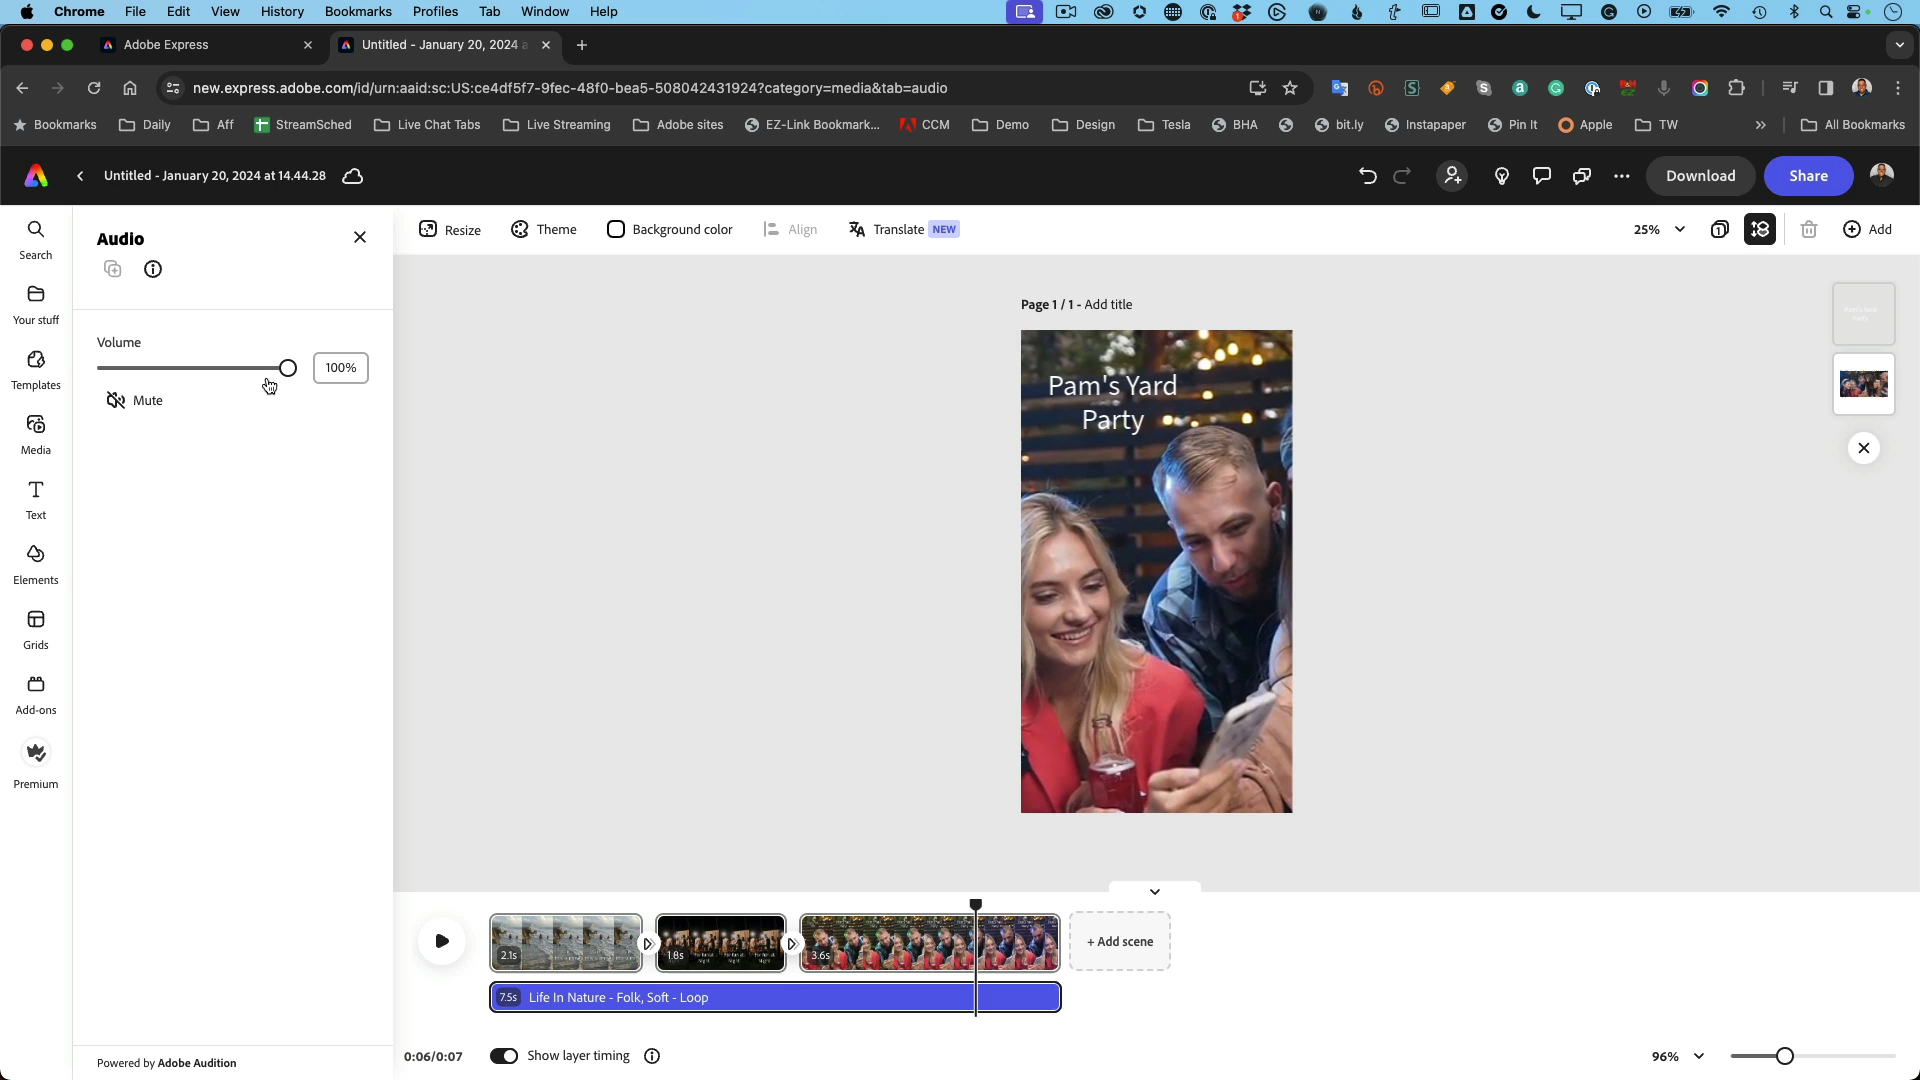 Chrome File Edit View History Bookmarks Profiles Tab Window Help
Adobe Express
Untitled - January 20, 2024 a
new.express.adobe.com/id/urn:aaid:sc:US:ce4df5f7-9fec-48f0-bea5-508042431924?category=media&tab=audio
Bookmarks Daily Aff StreamSched Live Chat Tabs Live Streaming Adobe sites EZ-Link Bookmark... CCM Demo Design Tesla BHA bit.ly Instapaper Pin It Apple TW All Bookmarks
Untitled - January 20, 2024 at 14.44.28
Download
Share
Search
Your stuff
Templates
Media
Text
Elements
Grids
Add-ons
Premium
Audio
Volume
100%
Mute
Powered by Adobe Audition
Resize Theme Background color Align Translate NEW
25%
Add
Page 1 / 1 - Add title
Pam's Yard
Party
2.1s
1.8s
For fun at
Night
3.6s
+ Add scene
7.5s Life In Nature - Folk, Soft - Loop
0:06/0:07 Show layer timing
96%